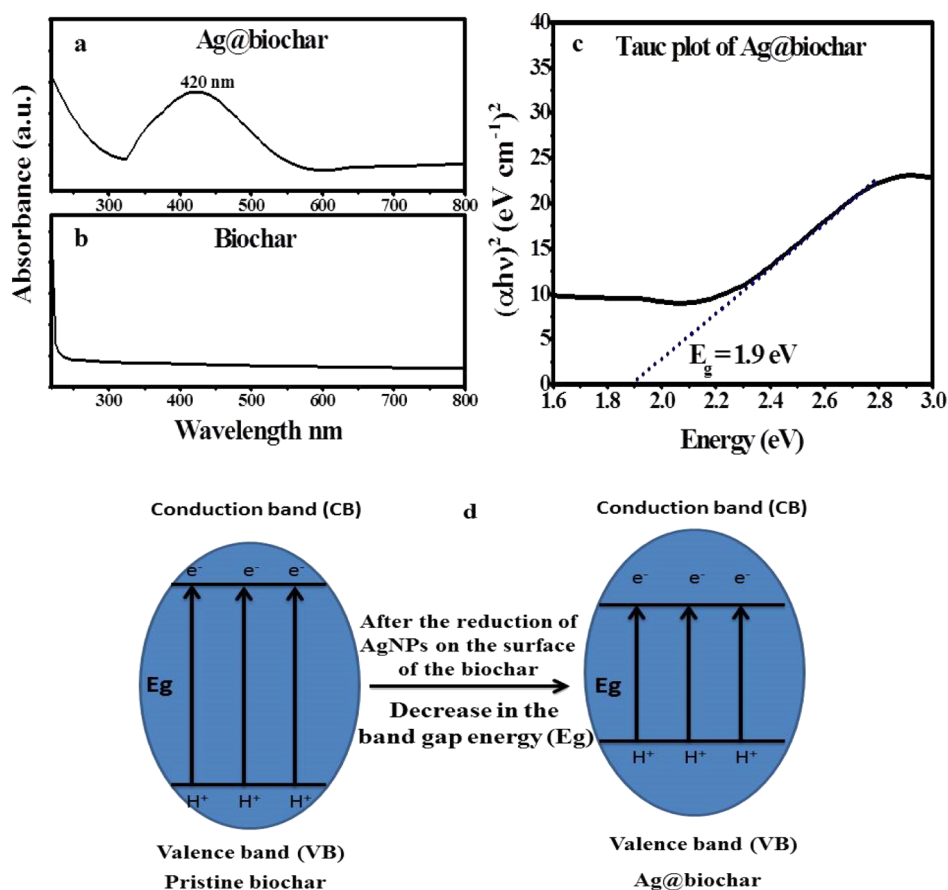 a
Ag@biochar
420 nm
300 400 500 600 700 800
b
Biochar
300 400 500 600 700 800
Wavelength nm
Absorbance (a.u.)
c
Tauc plot of Ag@biochar
40
35
30
25
20
15
10
5
0
(αhν)² (eV cm⁻¹)²
E_g = 1.9 eV
1.6 1.8 2.0 2.2 2.4 2.6 2.8 3.0
Energy (eV)
d
Conduction band (CB)
e⁻ e⁻ e⁻
Eg
H⁺ H⁺ H⁺
Valence band (VB)
Pristine biochar
After the reduction of
AgNPs on the surface
of the biochar
Decrease in the
band gap energy (Eg)
Conduction band (CB)
e⁻ e⁻ e⁻
Eg
H⁺ H⁺ H⁺
Valence band (VB)
Ag@biochar